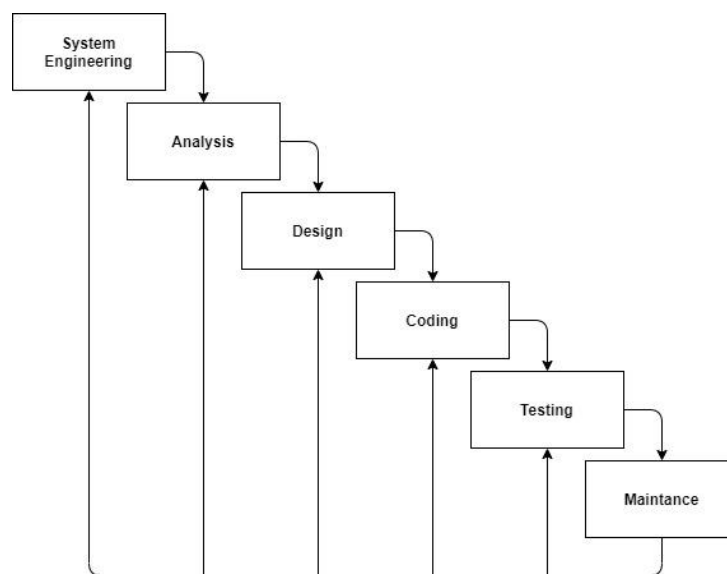 System
Engineering
Analysis
Design
Coding
Testing
Maintance